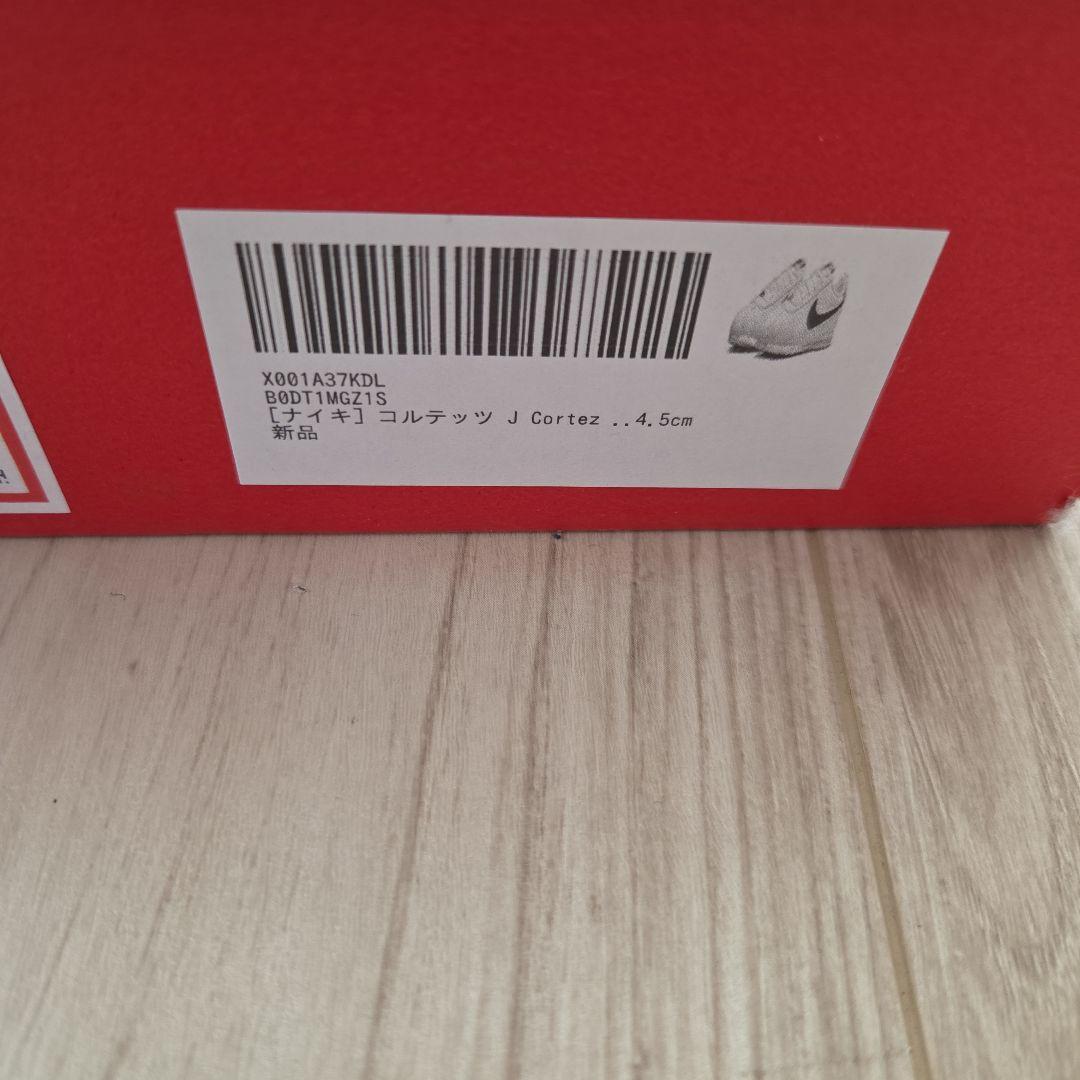 X001A37KDL
B0DT1MGZ1S
[ナイキ] コルテッツ J Cortez ..4.5cm
新品